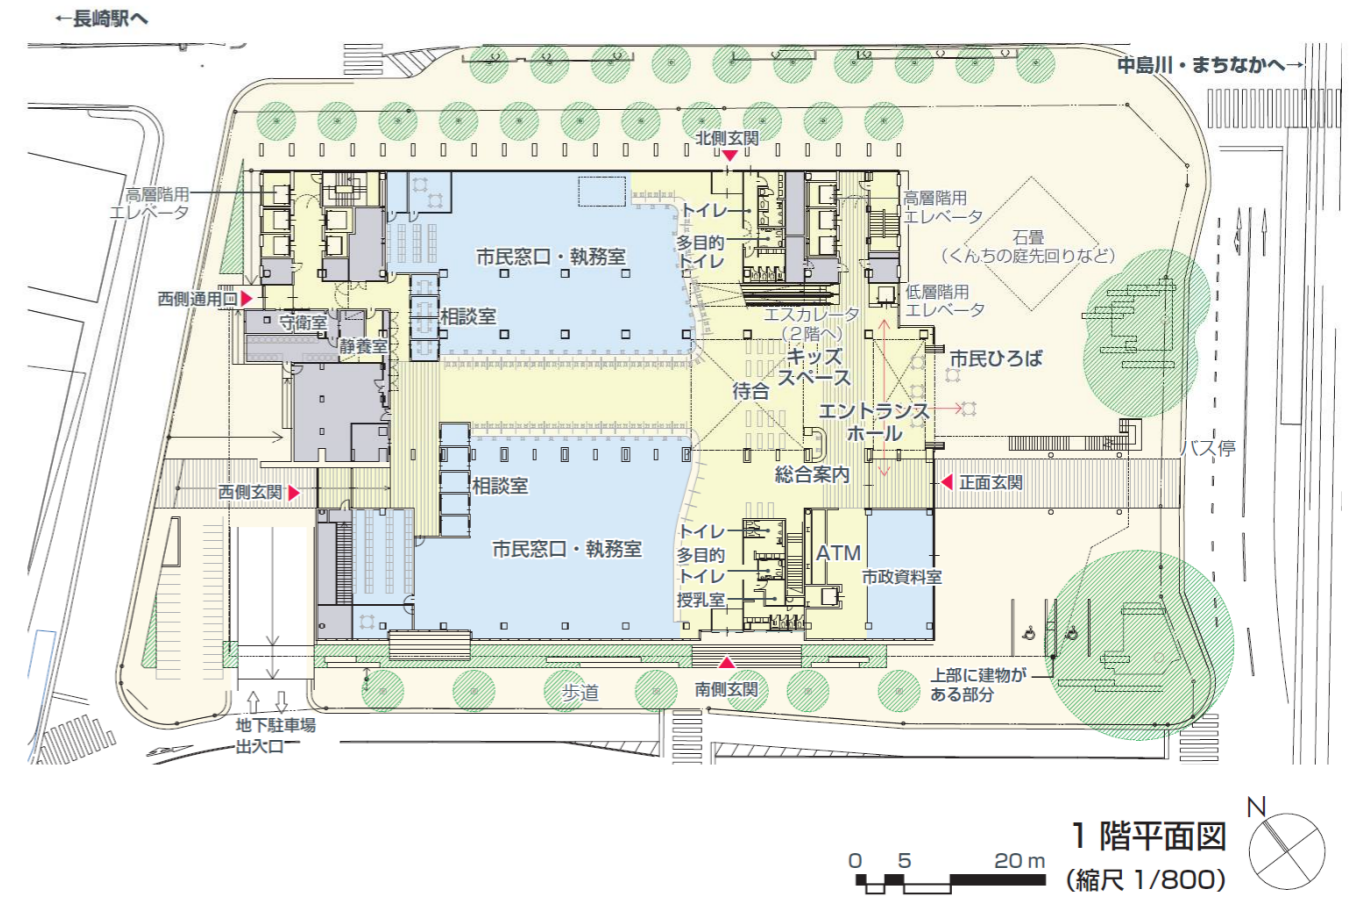 ←長崎駅へ
中島川・まちなかへ→
北側玄関
高層階用
エレベータ
トイレ
多目的
トイレ
高層階用
エレベータ
石畳
（くんちの庭先回りなど）
市民窓口・執務室
西側通用口
守衛室
静養室
相談室
エスカレータ
（2階へ）
低層階用
エレベータ
キッズ
スペース
市民ひろば
待合
エントランス
ホール
バス停
総合案内
正面玄関
西側玄関
相談室
市民窓口・執務室
トイレ
多目的
トイレ
授乳室
ATM
市政資料室
上部に建物が
ある部分
歩道
南側玄関
地下駐車場
出入口
1階平面図
(縮尺 1/800)
0 5 20 m
N